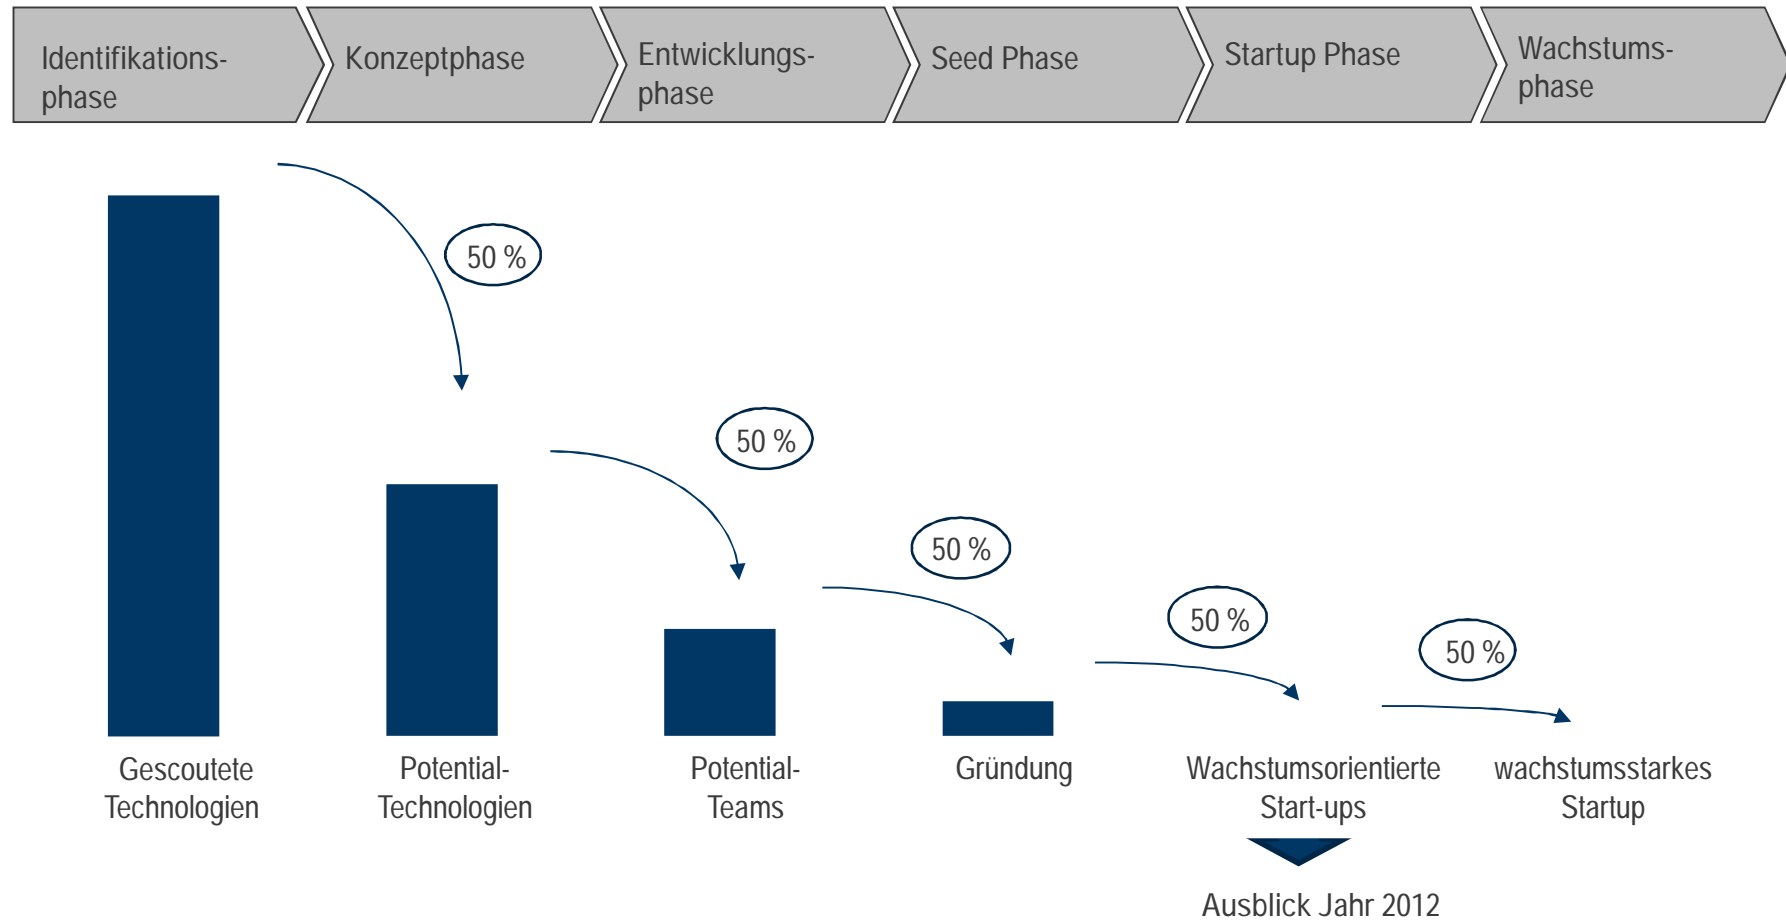 Identifikations-
phase
Konzeptphase
Entwicklungs-
phase
Seed Phase
Startup Phase
Wachstums-
phase
50 %
50 %
50 %
50 %
50 %
Gescoutete
Technologien
Potential-
Technologien
Potential-
Teams
Gründung
Wachstumsorientierte
Start-ups
wachstumsstarkes
Startup
Ausblick Jahr 2012